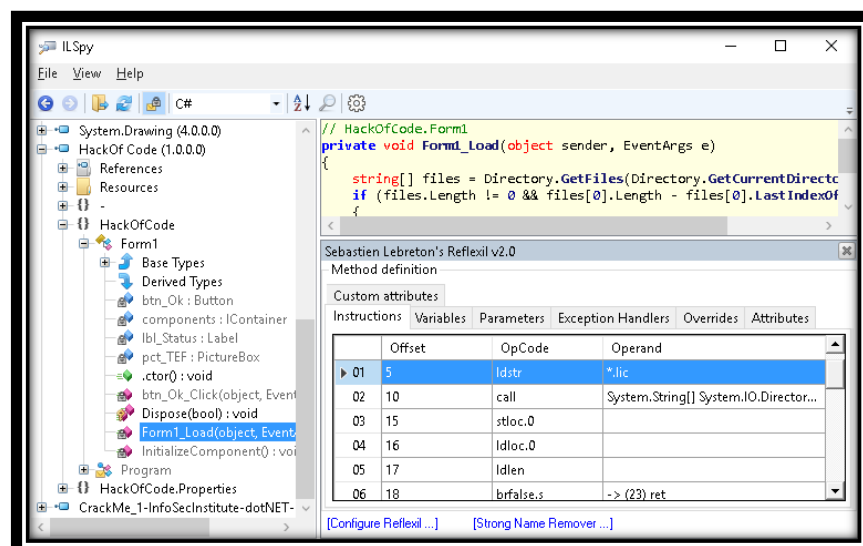 ILSpy
File View Help
C#
System.Drawing (4.0.0.0)
HackOf Code (1.0.0.0)
References
Resources
{} -
{} HackOfCode
Form1
Base Types
Derived Types
btn_Ok : Button
components : IContainer
lbl_Status : Label
pct_TEF : PictureBox
.ctor() : void
btn_Ok_Click(object, Event
Dispose(bool) : void
Form1_Load(object, Event
InitializeComponent() : voi
Program
{} HackOfCode.Properties
CrackMe_1-InfoSecInstitute-dotNET-
// HackOfCode.Form1
private void Form1_Load(object sender, EventArgs e)
{
string[] files = Directory.GetFiles(Directory.GetCurrentDirectc
if (files.Length != 0 && files[0].Length - files[0].LastIndexOf
{
Sebastien Lebreton's Reflexil v2.0
Method definition
Custom attributes
Instructions Variables Parameters Exception Handlers Overrides Attributes
Offset OpCode Operand
01 5 ldstr *.lic
02 10 call System.String[] System.IO.Director...
03 15 stloc.0
04 16 ldloc.0
05 17 ldlen
06 18 brfalse.s -> (23) ret
[Configure Reflexil ...] [Strong Name Remover ...]